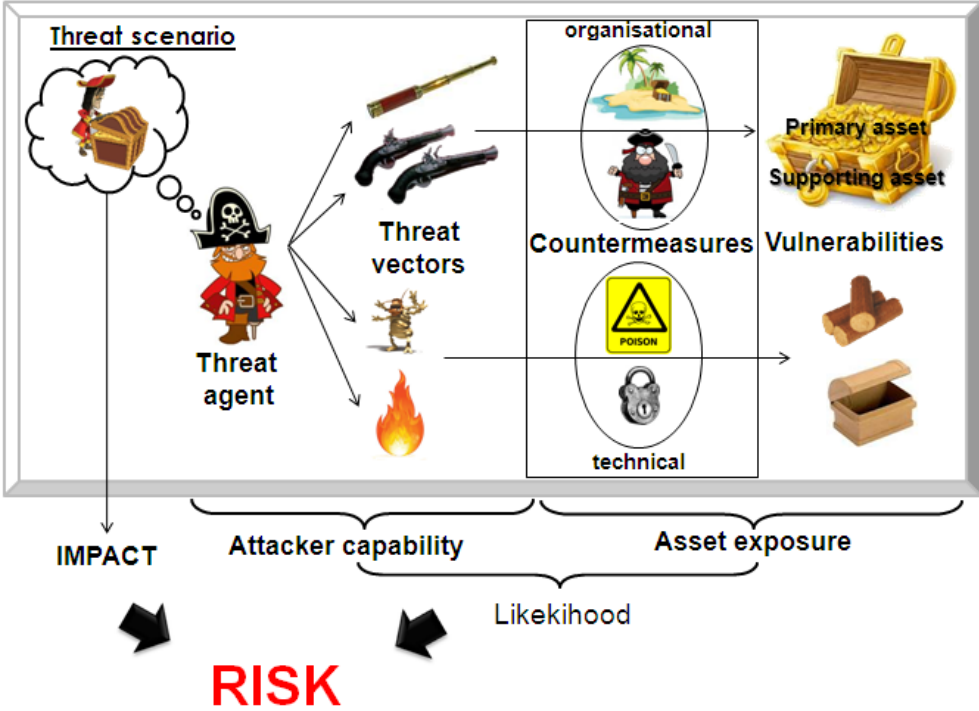 Threat scenario
organisational
Primary asset
Supporting asset
Threat
vectors
Countermeasures
Vulnerabilities
POISON
Threat
agent
technical
IMPACT
Attacker capability
Asset exposure
Likekihood
RISK